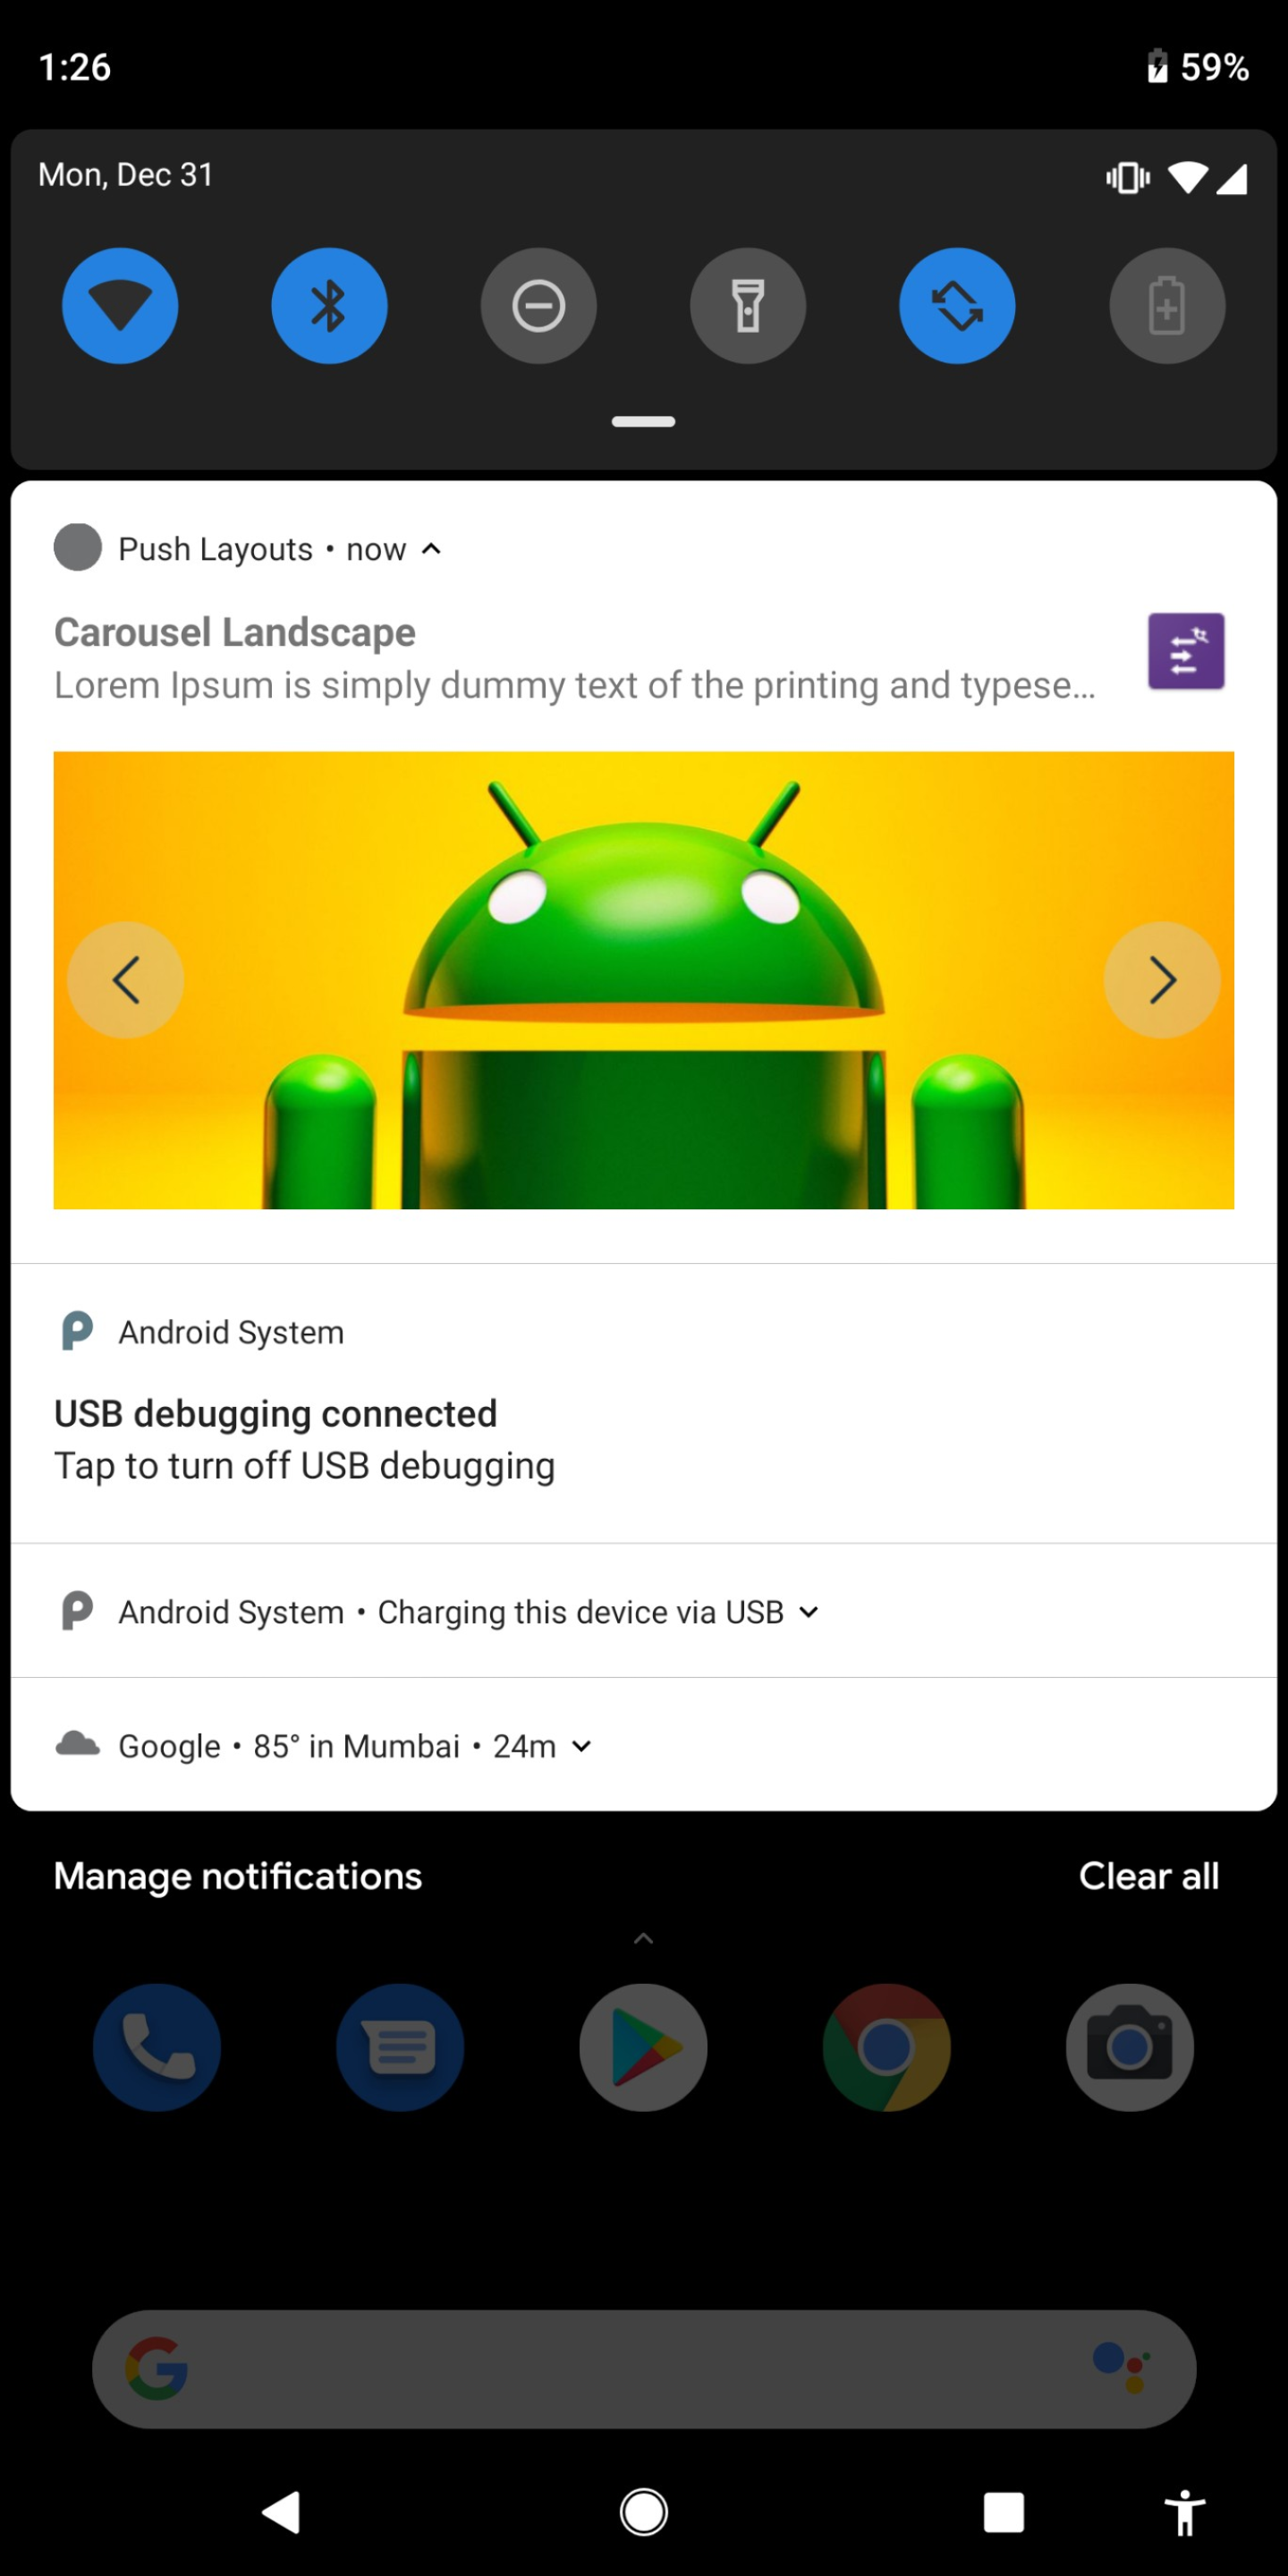 1:26 59%
Mon, Dec 31
Push Layouts • now
Carousel Landscape
Lorem Ipsum is simply dummy text of the printing and typese…
Android System
USB debugging connected
Tap to turn off USB debugging
Android System • Charging this device via USB
Google • 85° in Mumbai • 24m
Manage notifications Clear all